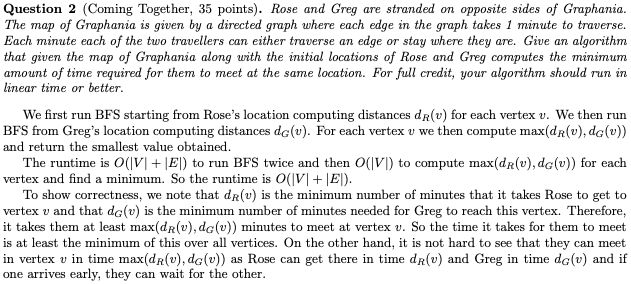 Question 2 (Coming Together, 35 points). Rose and Greg are stranded on opposite sides of Graphania.
The map of Graphania is given by a directed graph where each edge in the graph takes 1 minute to traverse.
Each minute each of the two travellers can either traverse an edge or stay where they are. Give an algorithm
that given the map of Graphania along with the initial locations of Rose and Greg computes the minimum
amount of time required for them to meet at the same location. For full credit, your algorithm should run in
linear time or better.
We first run BFS starting from Rose's location computing distances d_R(v) for each vertex v. We then run
BFS from Greg's location computing distances d_G(v). For each vertex v we then compute max(d_R(v), d_G(v))
and return the smallest value obtained.
The runtime is O(|V| + |E|) to run BFS twice and then O(|V|) to compute max(d_R(v), d_G(v)) for each
vertex and find a minimum. So the runtime is O(|V| + |E|).
To show correctness, we note that d_R(v) is the minimum number of minutes that it takes Rose to get to
vertex v and that d_G(v) is the minimum number of minutes needed for Greg to reach this vertex. Therefore,
it takes them at least max(d_R(v), d_G(v)) minutes to meet at vertex v. So the time it takes for them to meet
is at least the minimum of this over all vertices. On the other hand, it is not hard to see that they can meet
in vertex v in time max(d_R(v), d_G(v)) as Rose can get there in time d_R(v) and Greg in time d_G(v) and if
one arrives early, they can wait for the other.